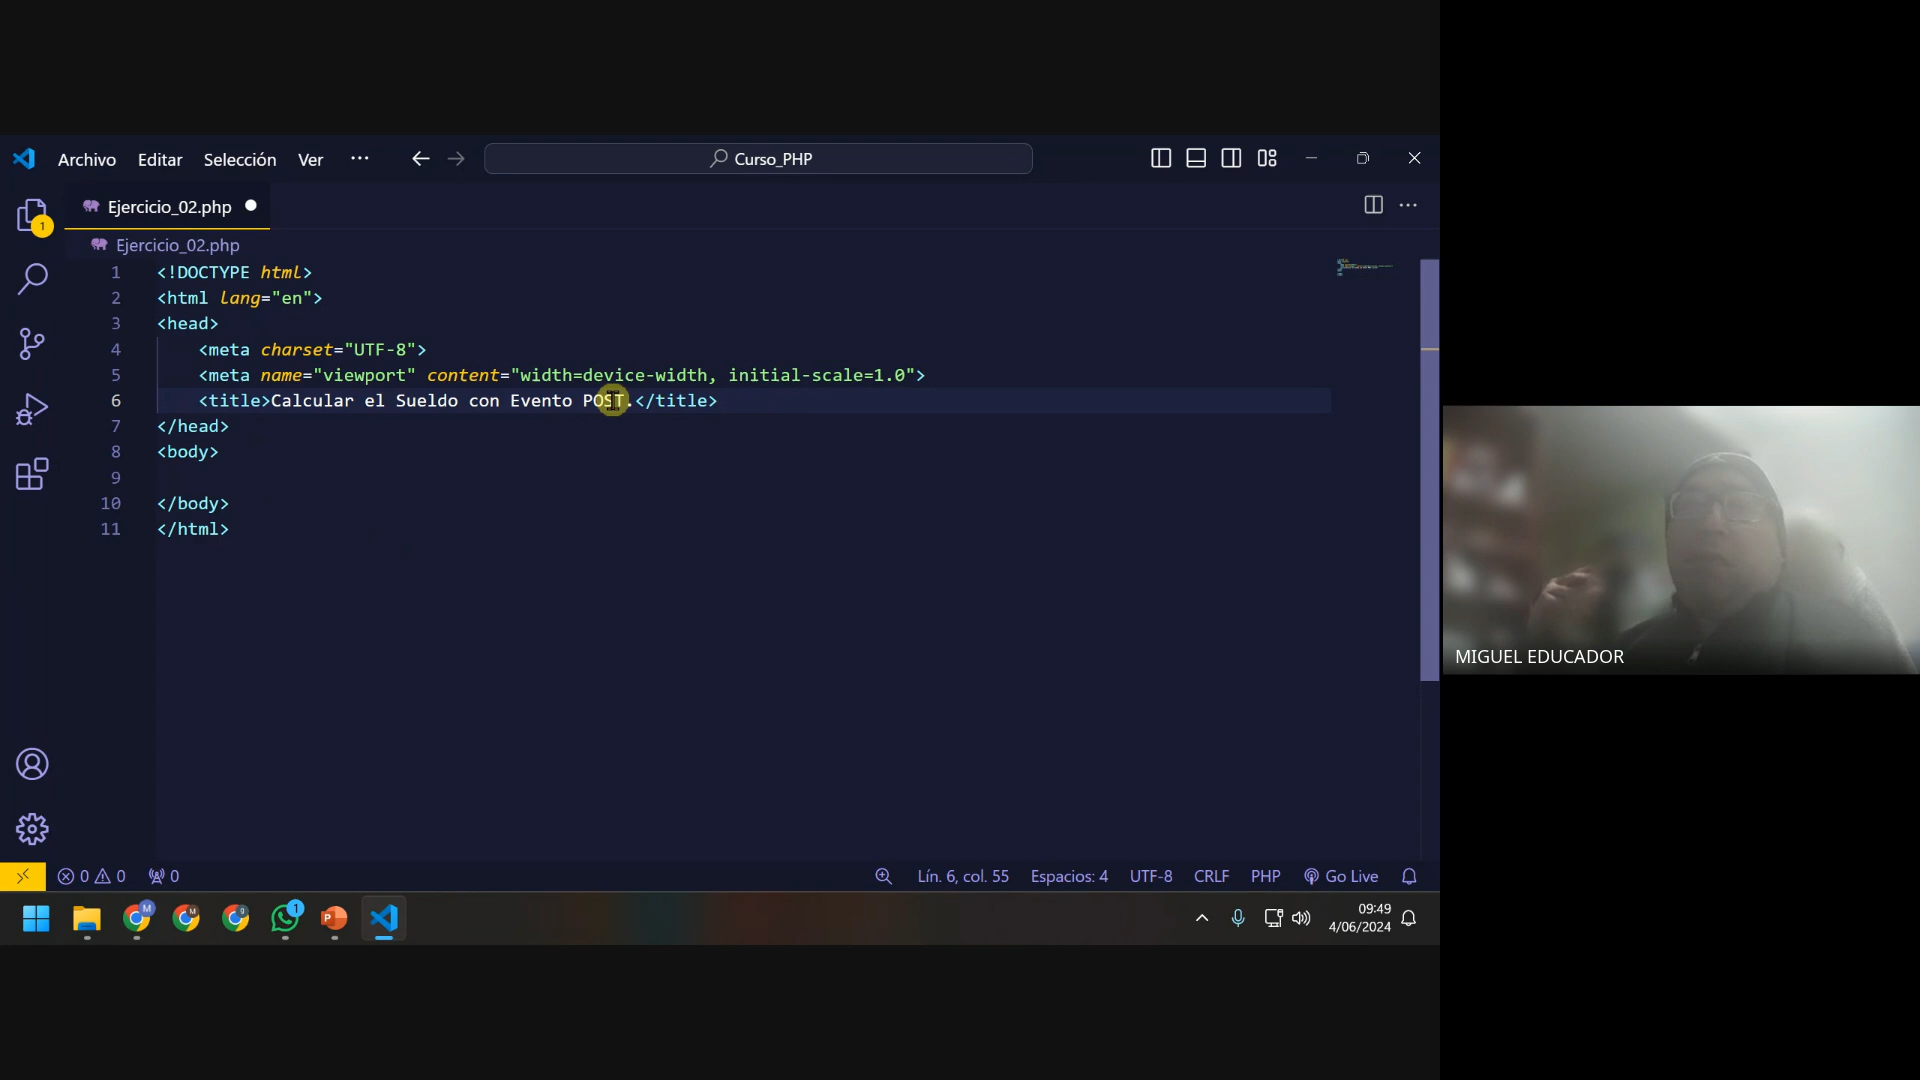 Archivo Editar Selección Ver ··· Curso_PHP
Ejercicio_02.php
1
Ejercicio_02.php
1 <!DOCTYPE html>
2 <html lang="en">
3 <head>
4 <meta charset="UTF-8">
5 <meta name="viewport" content="width=device-width, initial-scale=1.0">
6 <title>Calcular el Sueldo con Evento POST.</title>
7 </head>
8 <body>
9
10 </body>
11 </html>
MIGUEL EDUCADOR
0 0 0 Lín. 6, col. 55 Espacios: 4 UTF-8 CRLF PHP Go Live
M M g 1 P 09:49
4/06/2024